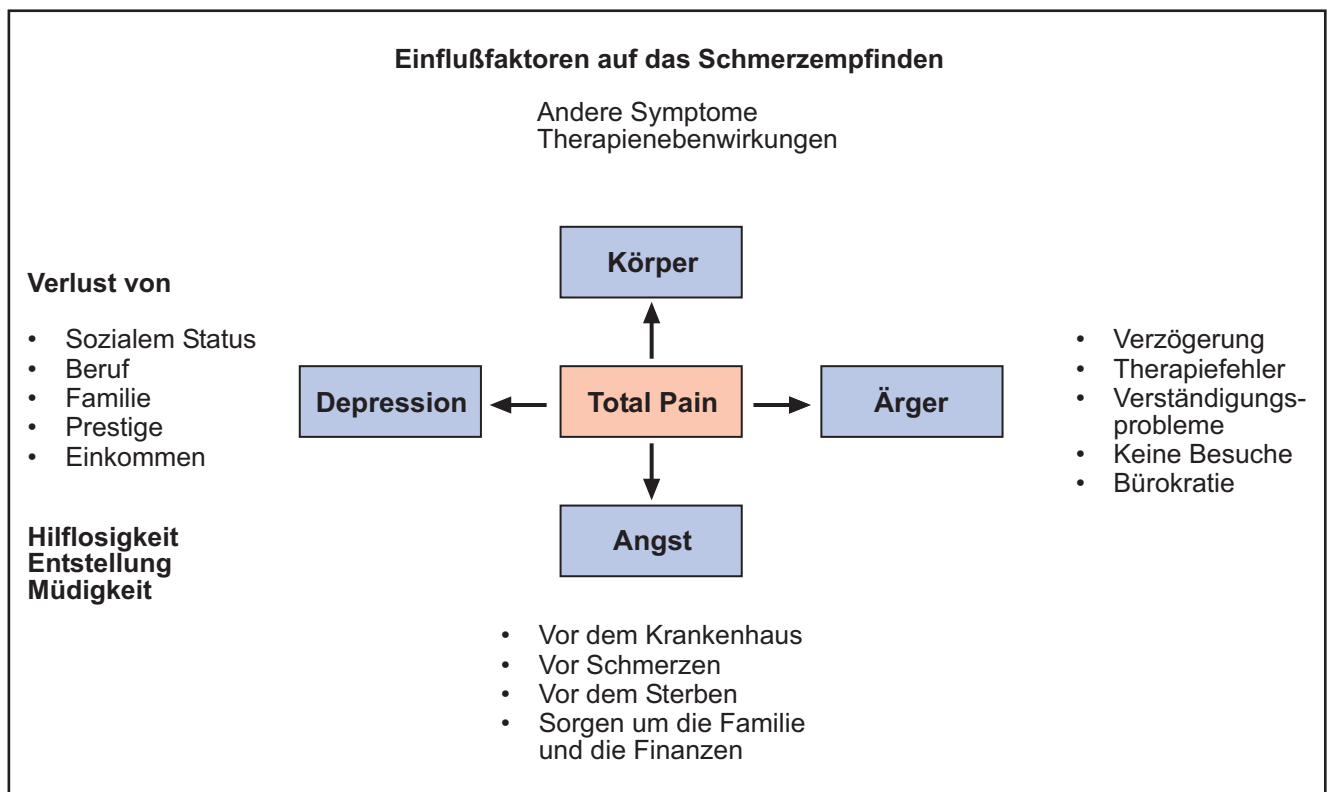 Einflußfaktoren auf das Schmerzempfinden
Andere Symptome
Therapienebenwirkungen
Körper
Verlust von
• Sozialem Status
• Beruf
• Familie
• Prestige
• Einkommen
Hilflosigkeit
Entstellung
Müdigkeit
Depression
Total Pain
Ärger
• Verzögerung
• Therapiefehler
• Verständigungs-
probleme
• Keine Besuche
• Bürokratie
Angst
• Vor dem Krankenhaus
• Vor Schmerzen
• Vor dem Sterben
• Sorgen um die Familie
und die Finanzen